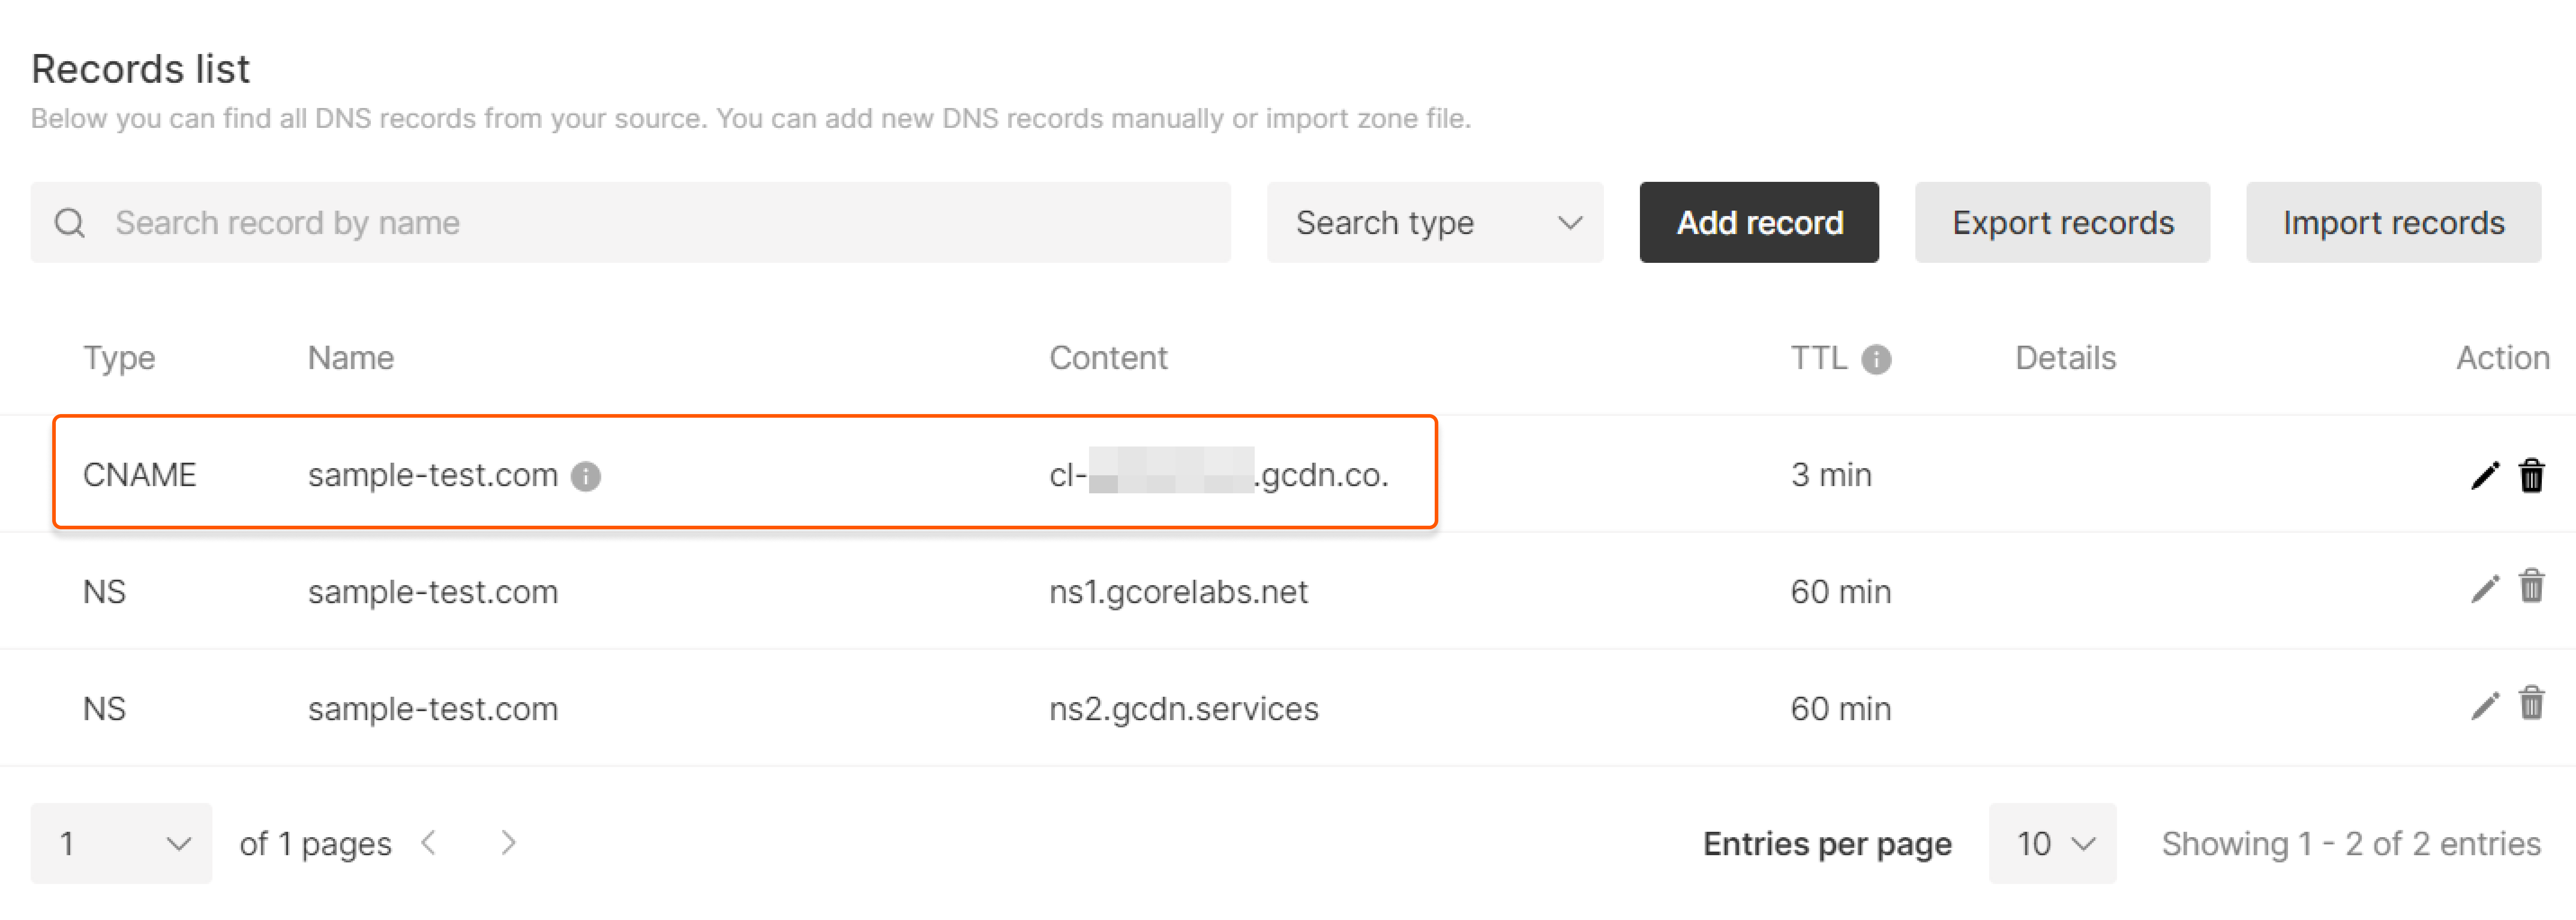 Records list
Below you can find all DNS records from your source. You can add new DNS records manually or import zone file.
Search record by name Search type Add record Export records Import records
Type Name Content TTL Details Action
CNAME sample-test.com cl- .gcdn.co. 3 min
NS sample-test.com ns1.gcorelabs.net 60 min
NS sample-test.com ns2.gcdn.services 60 min
1 of 1 pages Entries per page 10 Showing 1 - 2 of 2 entries